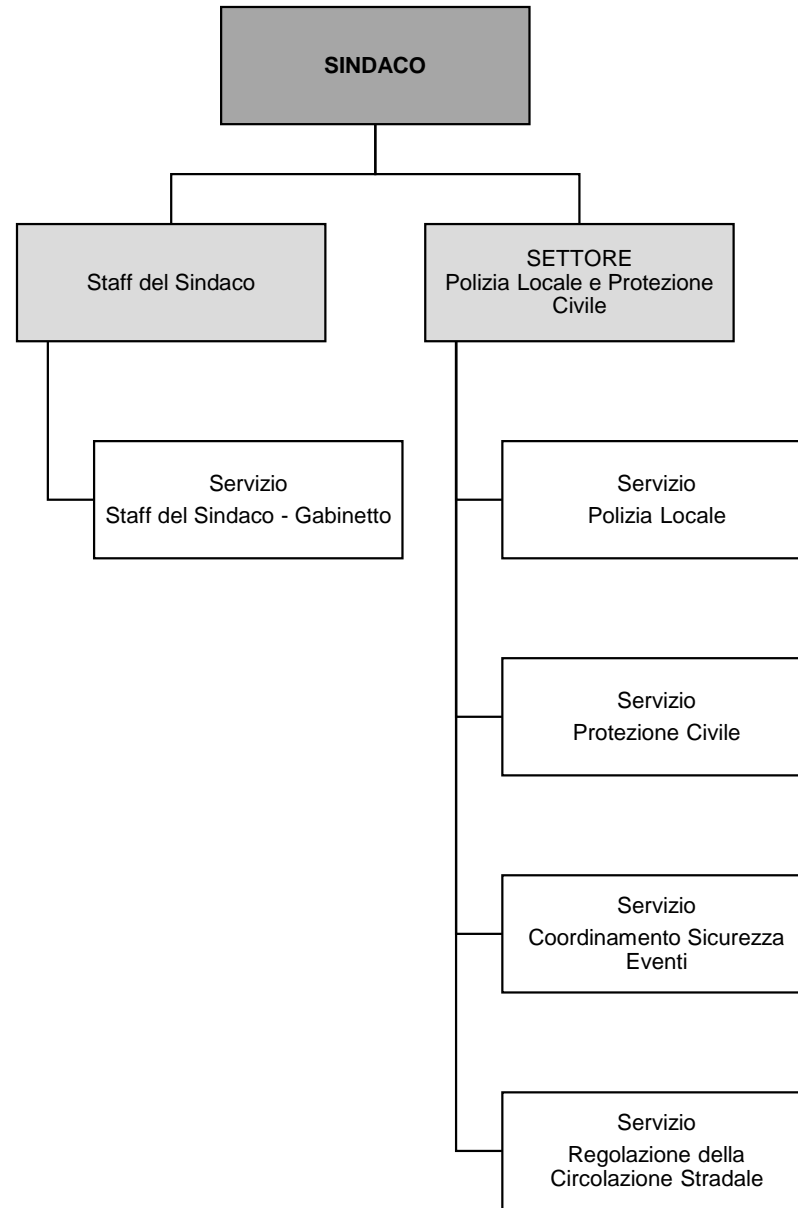 SINDACO
Staff del Sindaco
SETTORE
Polizia Locale e Protezione
Civile
Servizio
Staff del Sindaco - Gabinetto
Servizio
Polizia Locale
Servizio
Protezione Civile
Servizio
Coordinamento Sicurezza
Eventi
Servizio
Regolazione della
Circolazione Stradale